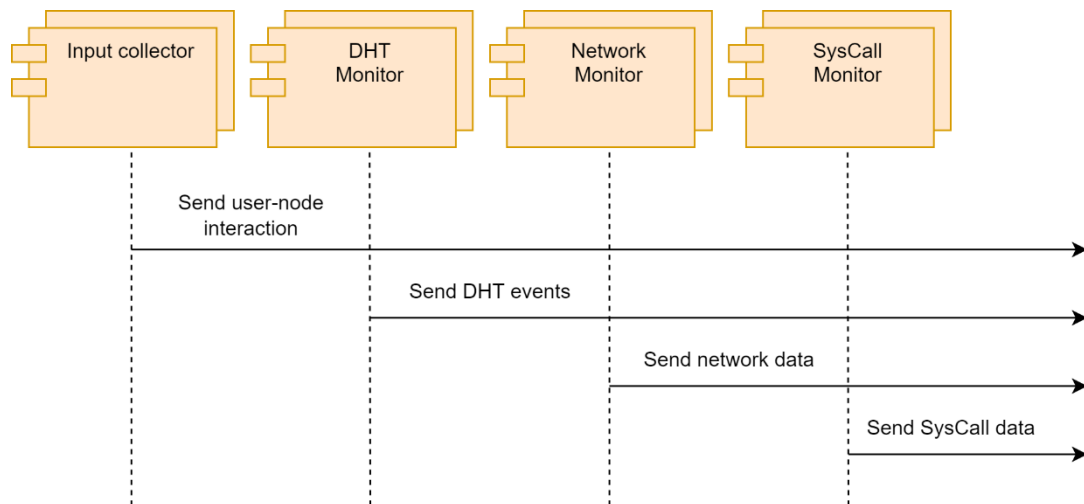 Input collector
DHT
Monitor
Network
Monitor
SysCall
Monitor
Send user-node
interaction
Send DHT events
Send network data
Send SysCall data